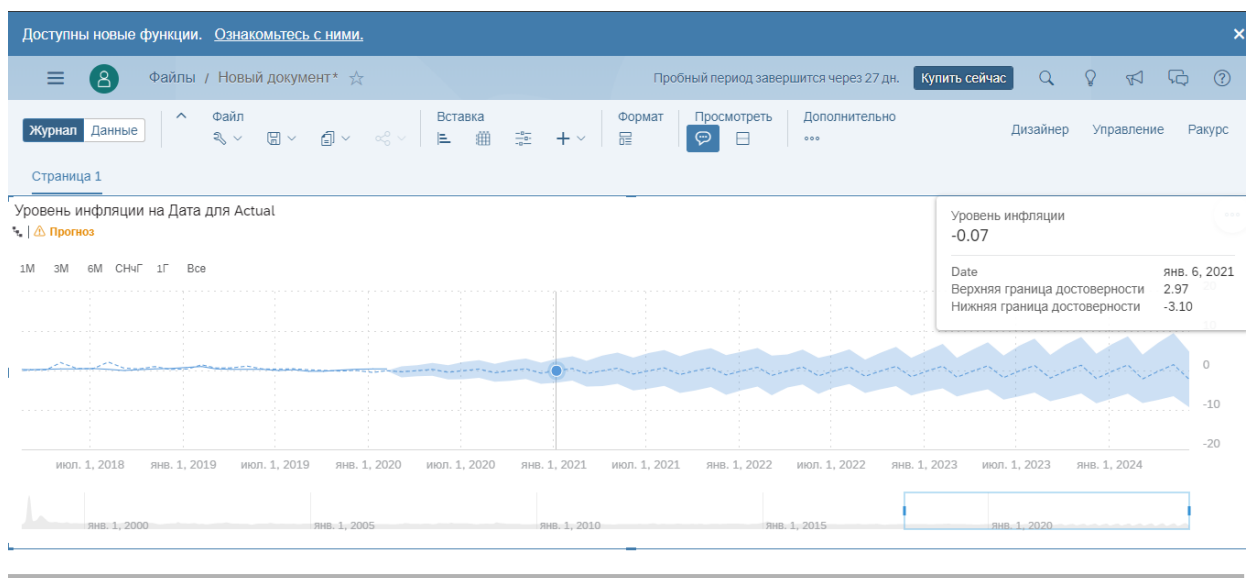 Доступны новые функции. Ознакомьтесь с ними.
Файлы / Новый документ* Пробный период завершится через 27 дн. Купить сейчас
Журнал Данные Файл Вставка Формат Просмотреть Дополнительно Дизайнер Управление Ракурс
Страница 1
Уровень инфляции на Дата для Actual
Прогноз
1М 3М 6М СНчГ 1Г Все
Уровень инфляции
-0.07
Date янв. 6, 2021
Верхняя граница достоверности 2.97
Нижняя граница достоверности -3.10
20
10
0
-10
-20
июл. 1, 2018 янв. 1, 2019 июл. 1, 2019 янв. 1, 2020 июл. 1, 2020 янв. 1, 2021 июл. 1, 2021 янв. 1, 2022 июл. 1, 2022 янв. 1, 2023 июл. 1, 2023 янв. 1, 2024
янв. 1, 2000 янв. 1, 2005 янв. 1, 2010 янв. 1, 2015 янв. 1, 2020